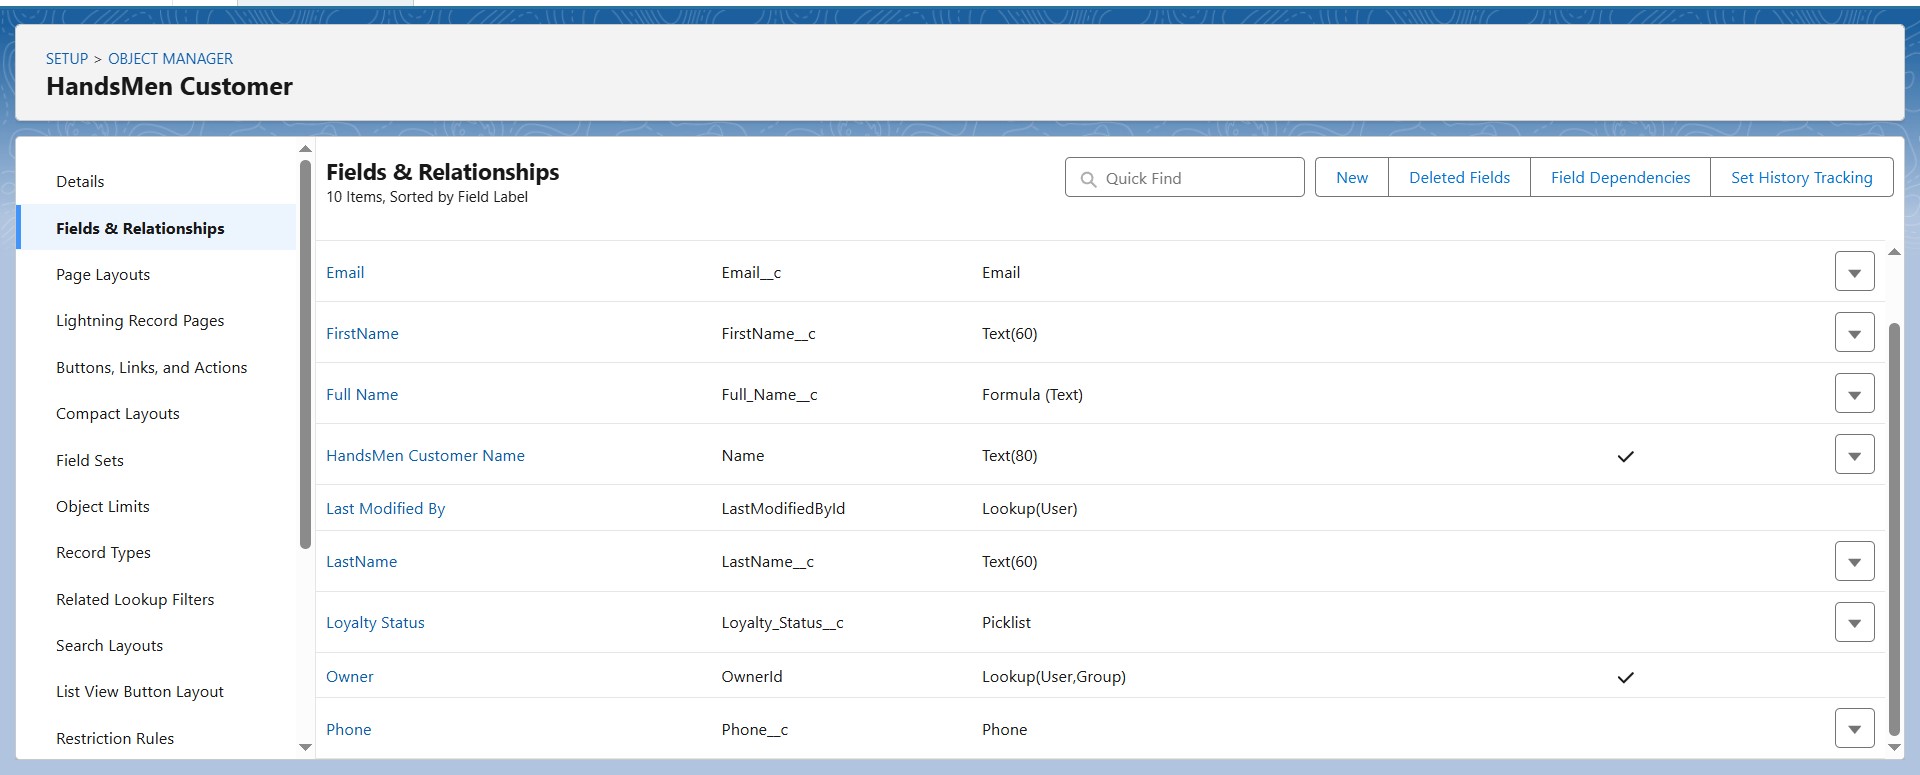 SETUP > OBJECT MANAGER
HandsMen Customer
Details
Fields & Relationships
Page Layouts
Lightning Record Pages
Buttons, Links, and Actions
Compact Layouts
Field Sets
Object Limits
Record Types
Related Lookup Filters
Search Layouts
List View Button Layout
Restriction Rules
Fields & Relationships
10 Items, Sorted by Field Label
Quick Find
New
Deleted Fields
Field Dependencies
Set History Tracking
Email Email__c Email
FirstName FirstName__c Text(60)
Full Name Full_Name__c Formula (Text)
HandsMen Customer Name Name Text(80)
Last Modified By LastModifiedById Lookup(User)
LastName LastName__c Text(60)
Loyalty Status Loyalty_Status__c Picklist
Owner OwnerId Lookup(User,Group)
Phone Phone__c Phone